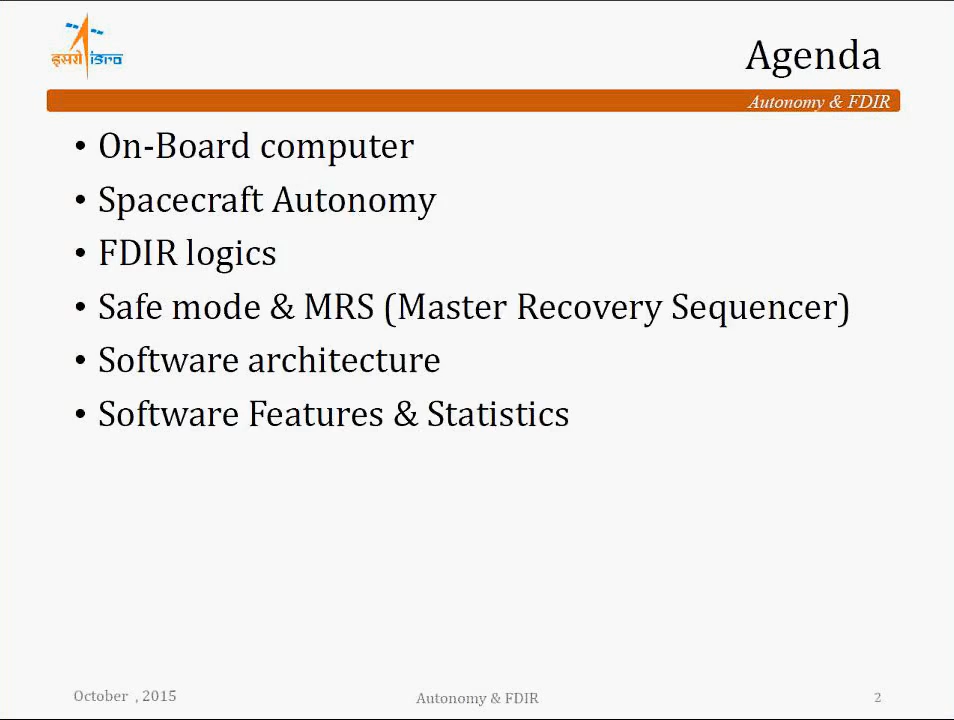 इसरो isro
Agenda
Autonomy & FDIR
• On-Board computer
• Spacecraft Autonomy
• FDIR logics
• Safe mode & MRS (Master Recovery Sequencer)
• Software architecture
• Software Features & Statistics
October , 2015
Autonomy & FDIR
2